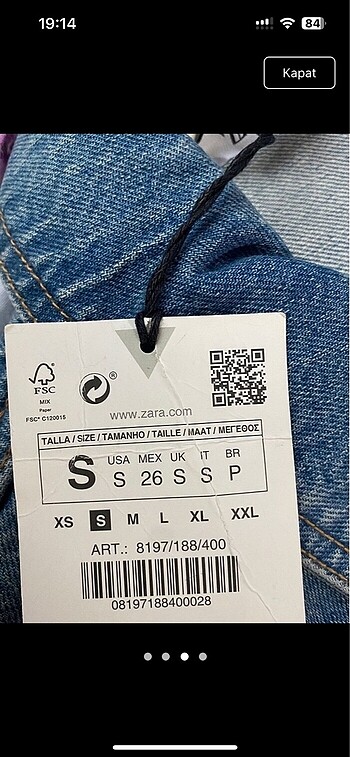 19:14
84
Kapat
FSC
MIX
Paper
FSC® C120015
®
www.zara.com
TALLA / SIZE / TAMANHO / TAILLE / MAAT / ΜΕΓΕΘΟΣ
S
USA MEX UK IT BR
S 26 S S P
XS S M L XL XXL
ART.: 8197/188/400
08197188400028